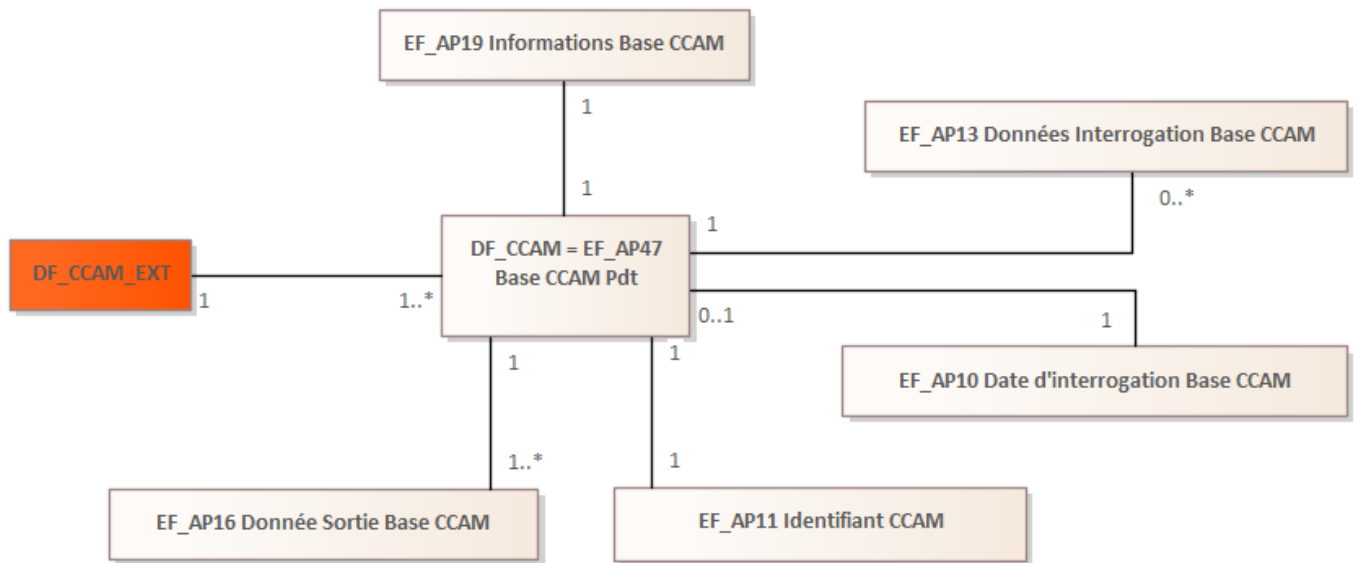 EF_AP19 Informations Base CCAM
1
EF_AP13 Données Interrogation Base CCAM
0..*
1
1
DF_CCAM = EF_AP47
Base CCAM Pdt
DF_CCAM_EXT
1
1..*
0..1
1
EF_AP10 Date d'interrogation Base CCAM
1
1
1..*
1
EF_AP16 Donnée Sortie Base CCAM
EF_AP11 Identifiant CCAM